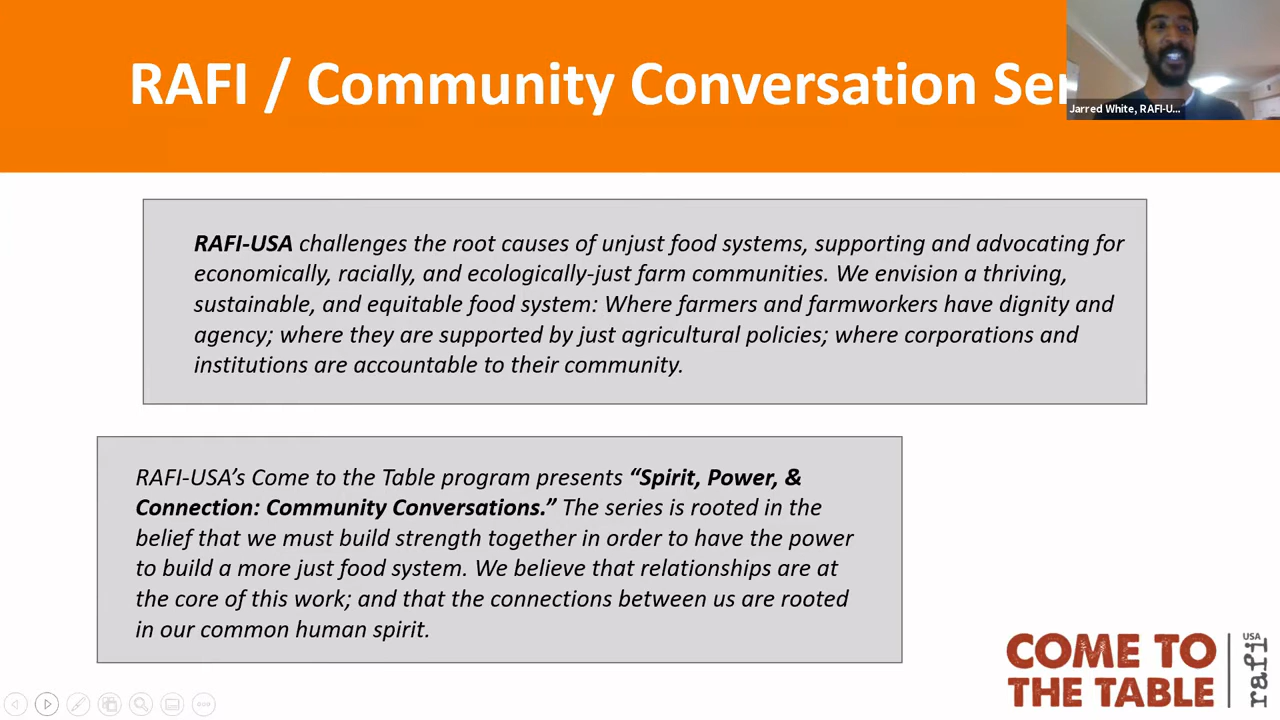 RAFI / Community Conversation Ser
Jarred White, RAFI-U...
RAFI-USA challenges the root causes of unjust food systems, supporting and advocating for
economically, racially, and ecologically-just farm communities. We envision a thriving,
sustainable, and equitable food system: Where farmers and farmworkers have dignity and
agency; where they are supported by just agricultural policies; where corporations and
institutions are accountable to their community.
RAFI-USA’s Come to the Table program presents “Spirit, Power, &
Connection: Community Conversations.” The series is rooted in the
belief that we must build strength together in order to have the power
to build a more just food system. We believe that relationships are at
the core of this work; and that the connections between us are rooted
in our common human spirit.
COME TO
THE TABLE
rafi
USA